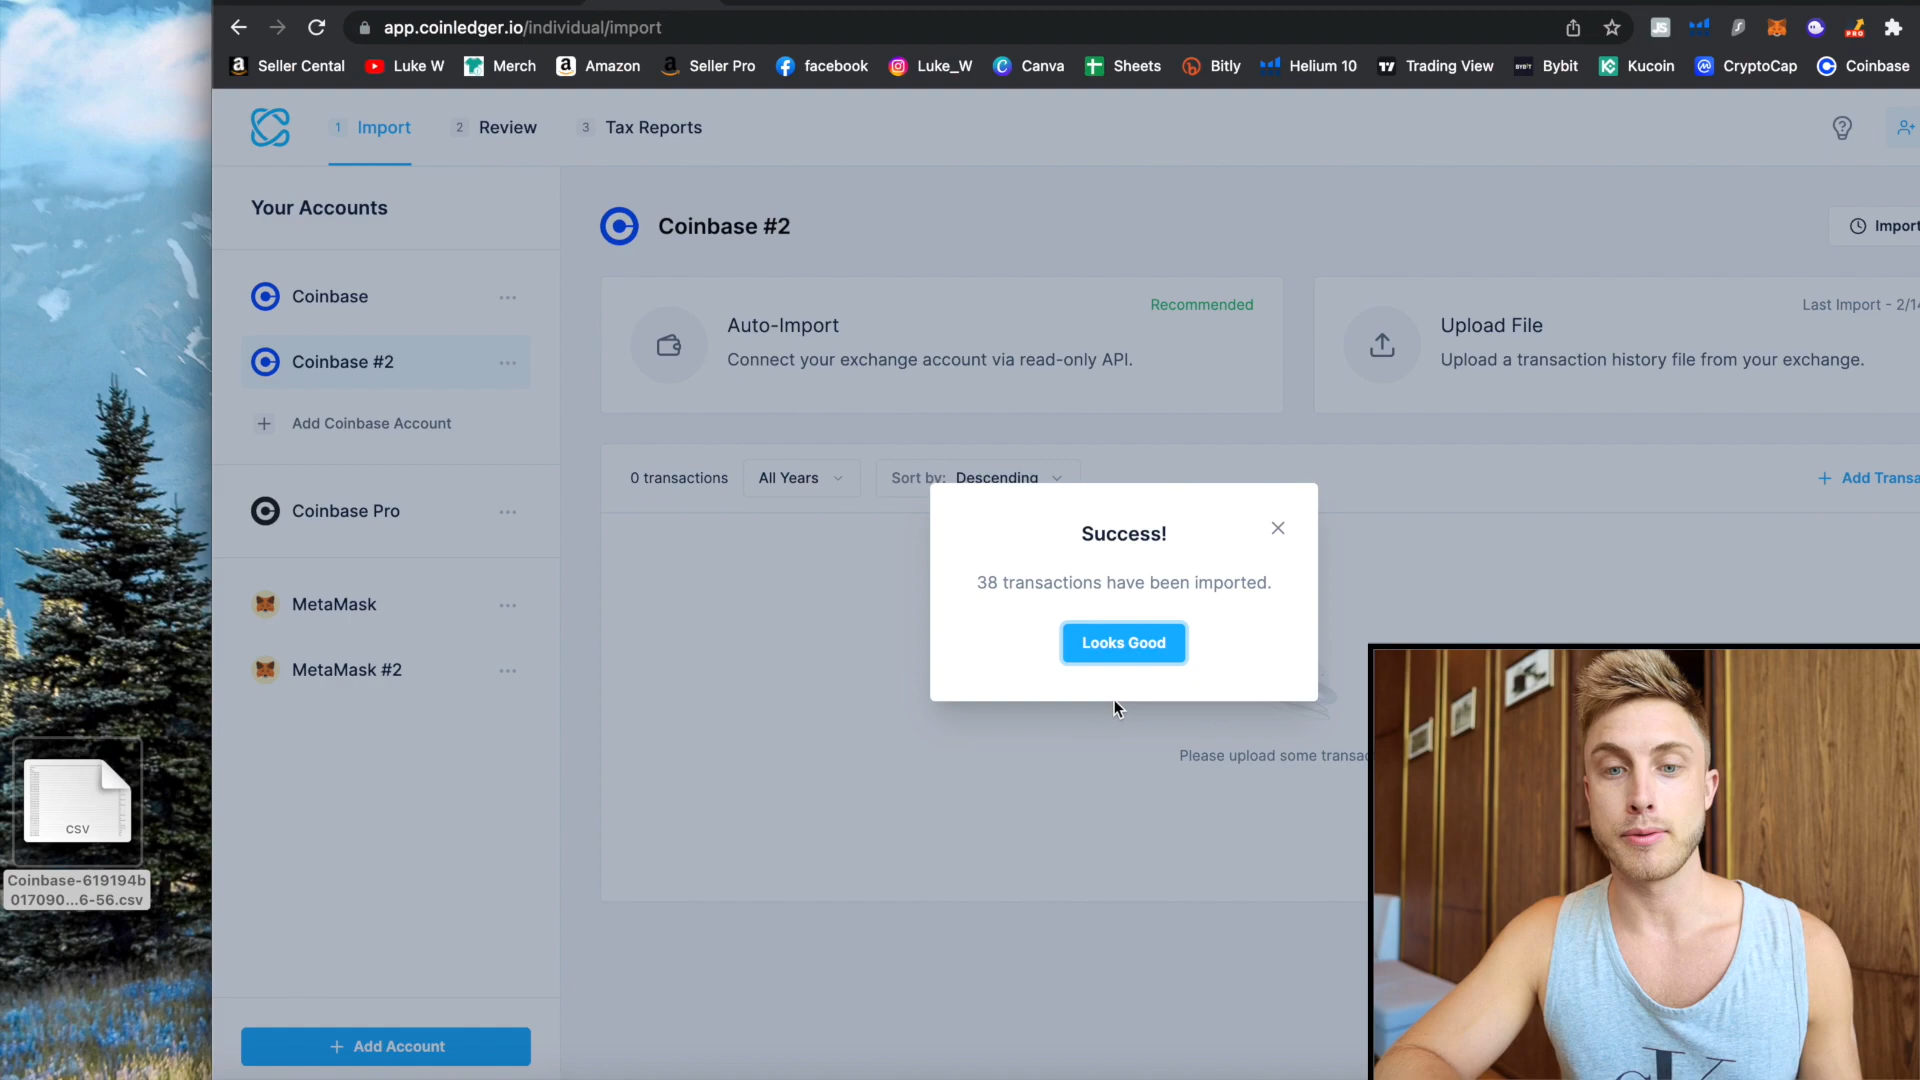 app.coinledger.io/individual/import
JS
PRO
Seller Cental
Luke W
Merch
Amazon
Seller Pro
facebook
Luke_W
Canva
Sheets
Bitly
Helium 10
Trading View
Bybit
Kucoin
CryptoCap
Coinbase
1 Import
2 Review
3 Tax Reports
Your Accounts
Coinbase
Coinbase #2
Add Coinbase Account
Coinbase Pro
MetaMask
MetaMask #2
+ Add Account
Coinbase #2
Import
Recommended
Auto-Import
Connect your exchange account via read-only API.
Last Import - 2/14
Upload File
Upload a transaction history file from your exchange.
0 transactions
All Years
Sort by: Descending
+ Add Transa
Success!
38 transactions have been imported.
Looks Good
Please upload some transac
CSV
Coinbase-619194b
017090...6-56.csv